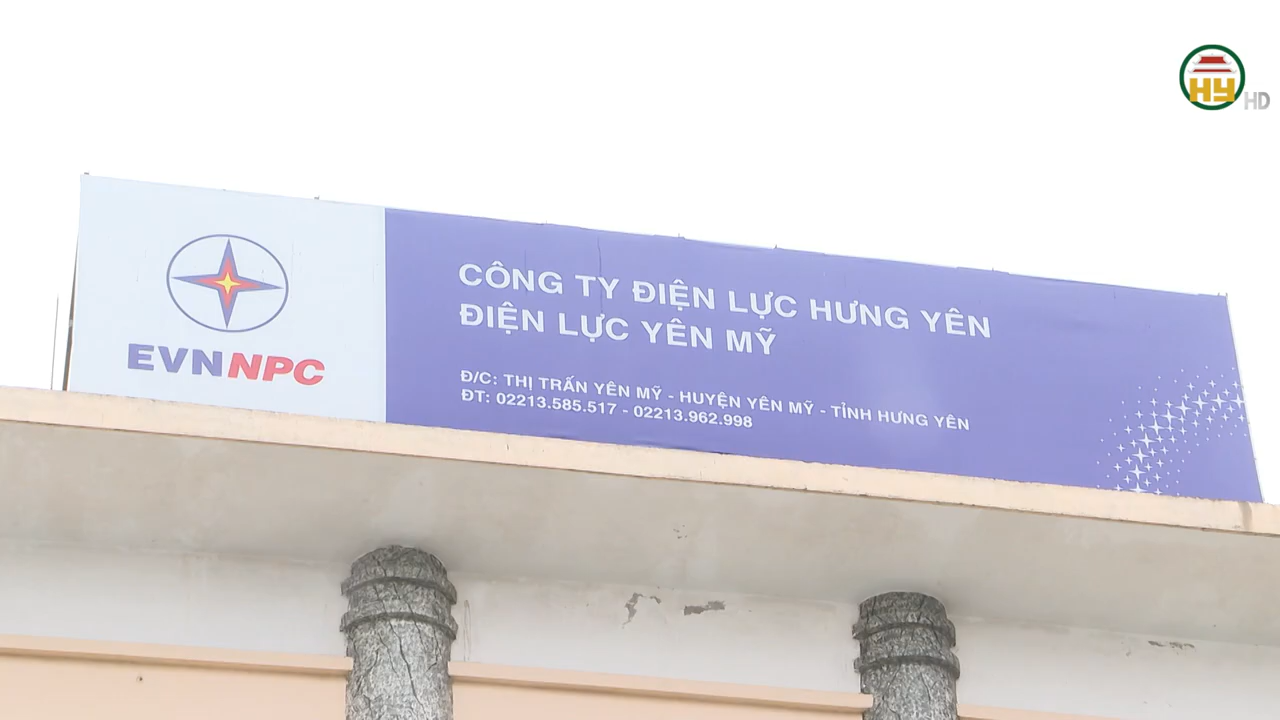 HY HD
EVNNPC
CÔNG TY ĐIỆN LỰC HƯNG YÊN
ĐIỆN LỰC YÊN MỸ
Đ/C: THỊ TRẤN YÊN MỸ - HUYỆN YÊN MỸ - TỈNH HƯNG YÊN
ĐT: 02213.585.517 - 02213.962.998